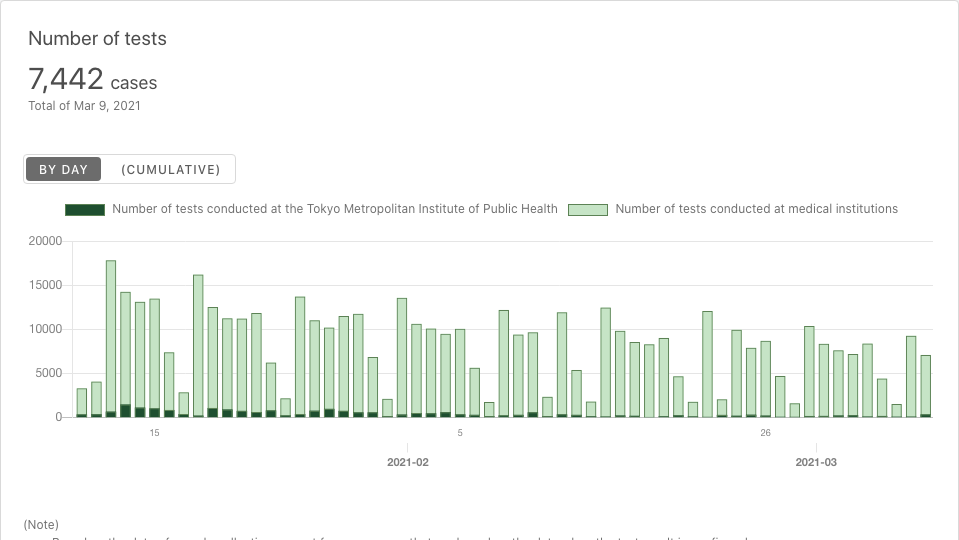 Number of tests
7,442 cases
Total of Mar 9, 2021
BY DAY (CUMULATIVE)
Number of tests conducted at the Tokyo Metropolitan Institute of Public Health Number of tests conducted at medical institutions
20000
15000
10000
5000
0
15 5 26
2021-02 2021-03
(Note)